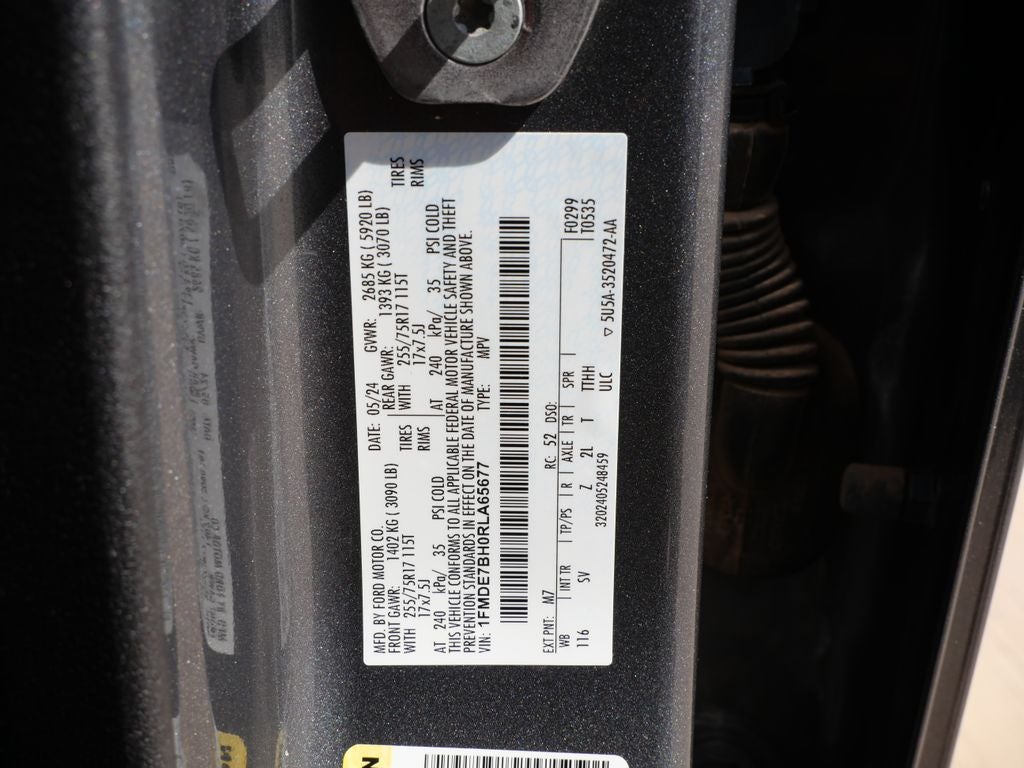 MFD. BY FORD MOTOR CO.
DATE: 05/24 GVWR: 2685 KG ( 5920 LB)
FRONT GAWR: 1402 KG ( 3090 LB) REAR GAWR: 1393 KG ( 3070 LB)
WITH 255/75R17 115T TIRES WITH 255/75R17 115T TIRES
17x7.5J RIMS 17x7.5J RIMS
AT 240 kPa/ 35 PSI COLD AT 240 kPa/ 35 PSI COLD
THIS VEHICLE CONFORMS TO ALL APPLICABLE FEDERAL MOTOR VEHICLE SAFETY AND THEFT
PREVENTION STANDARDS IN EFFECT ON THE DATE OF MANUFACTURE SHOWN ABOVE.
VIN: 1FMDE7BH0RLA65677 TYPE: MPV
EXT PNT: M7 RC: 52 DSO: F0299
WB INT TR TP/PS R AXLE TR SPR T0535
116 SV Z 2L T TTHH
3202405248459 ULC ▽ 5U5A-3520472-AA